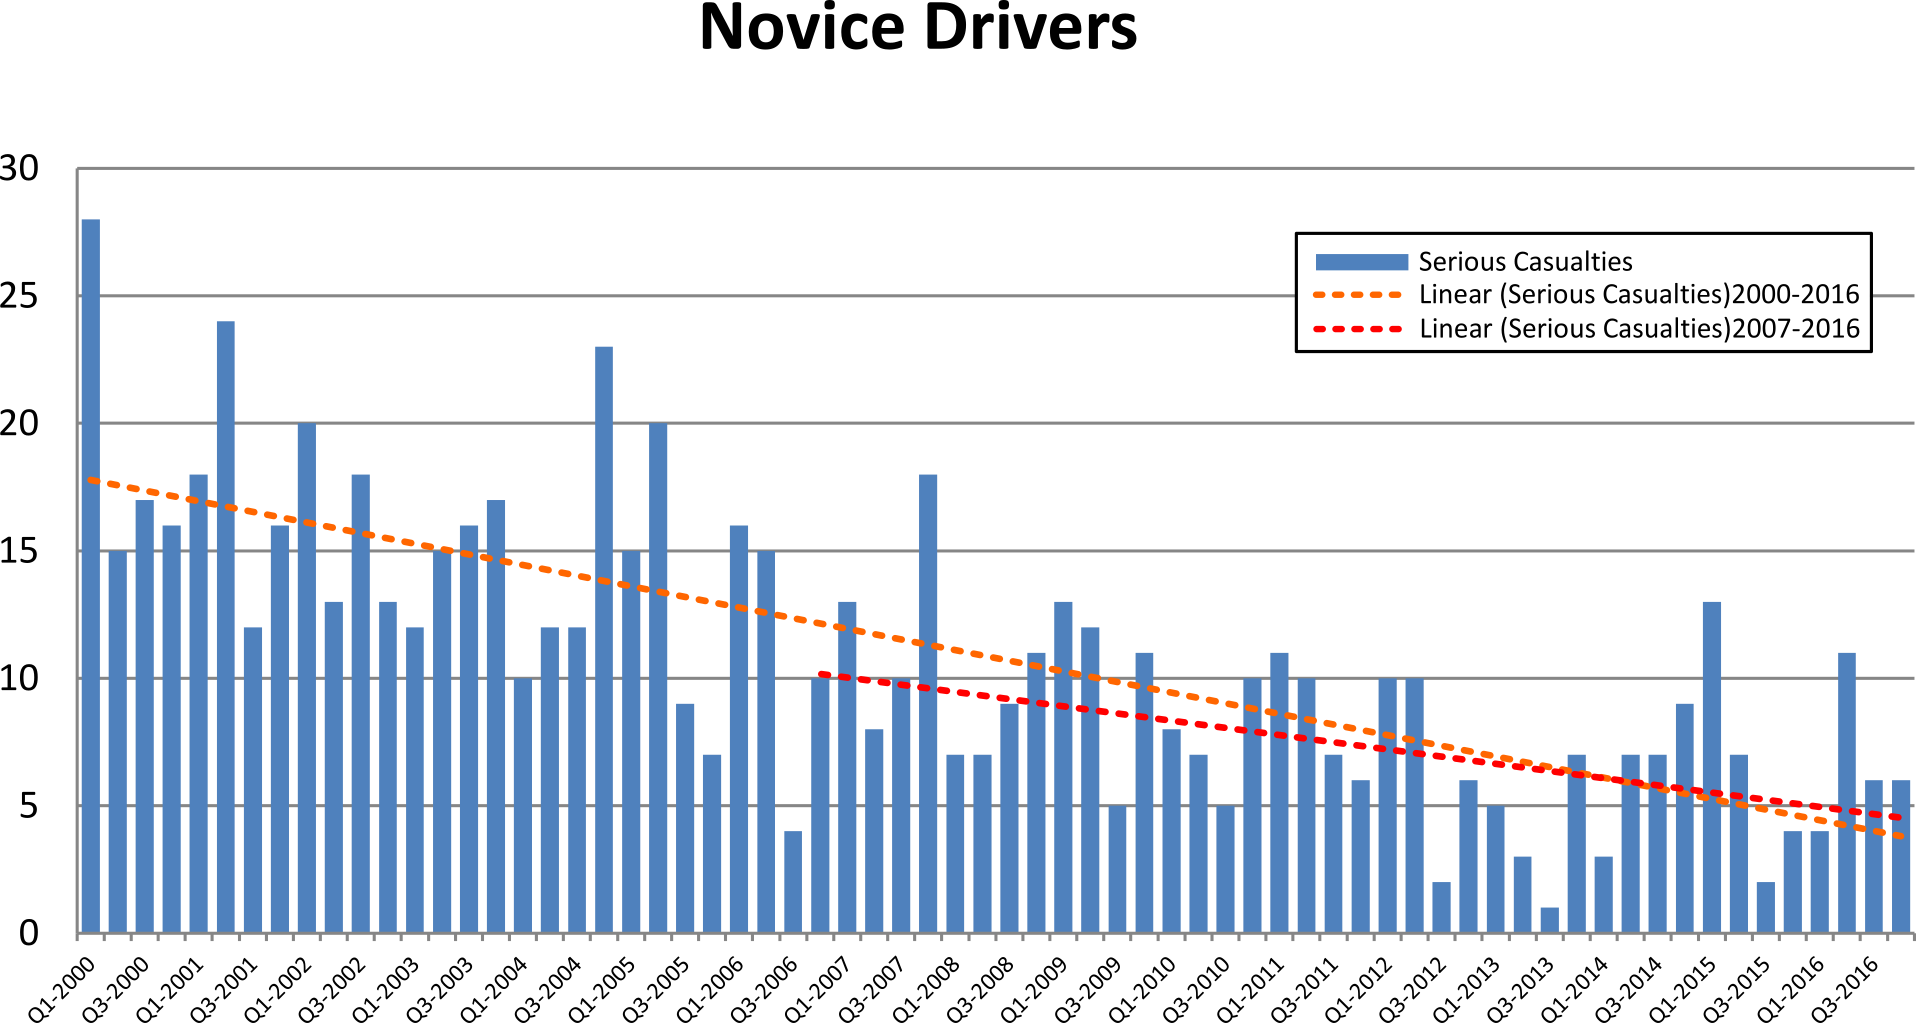 Novice Drivers
30
25
20
15
10
5
0
Serious Casualties
Linear (Serious Casualties)2000-2016
Linear (Serious Casualties)2007-2016
Q1-2000
Q3-2000
Q1-2001
Q3-2001
Q1-2002
Q3-2002
Q1-2003
Q3-2003
Q1-2004
Q3-2004
Q1-2005
Q3-2005
Q1-2006
Q3-2006
Q1-2007
Q3-2007
Q1-2008
Q3-2008
Q1-2009
Q3-2009
Q1-2010
Q3-2010
Q1-2011
Q3-2011
Q1-2012
Q3-2012
Q1-2013
Q3-2013
Q1-2014
Q3-2014
Q1-2015
Q3-2015
Q1-2016
Q3-2016